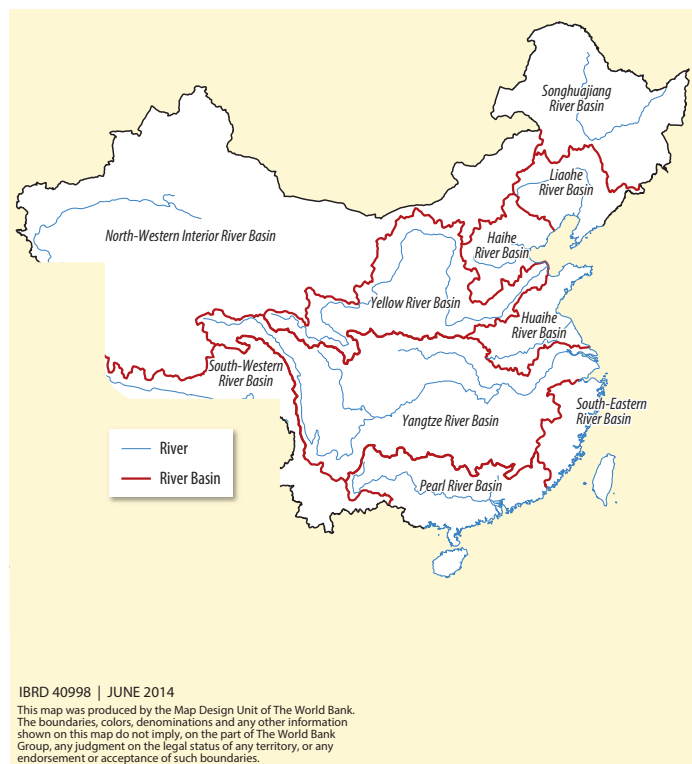 Songhuajiang
River Basin
Liaohe
River Basin
North-Western Interior River Basin
Haihe
River Basin
Yellow River Basin
Huaihe
River Basin
South-Western
River Basin
South-Eastern
River Basin
Yangtze River Basin
River
River Basin
Pearl River Basin
IBRD 40998 | JUNE 2014
This map was produced by the Map Design Unit of The World Bank.
The boundaries, colors, denominations and any other information
shown on this map do not imply, on the part of The World Bank
Group, any judgment on the legal status of any territory, or any
endorsement or acceptance of such boundaries.